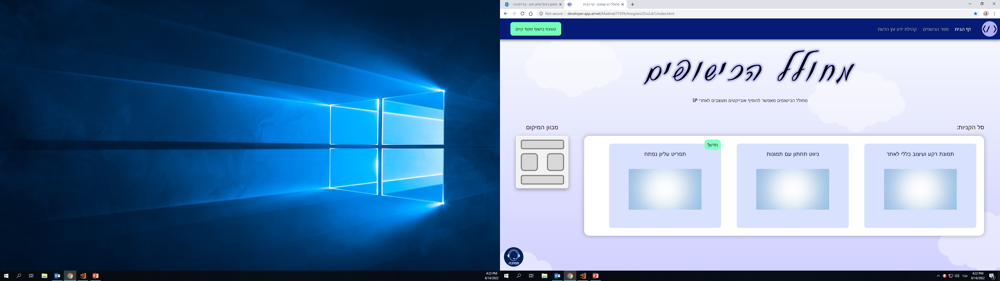 תחום ניהול מידע וידע - ברירת מהי
מחולל הכישופים - דף הבית
Not secure
developer.app.airnet/Madmat71509/AnogJani/DocLib1/index.html
דף הבית
ספר הכשפים
קהילת ידע עץ הדעת
טעינת כישוף מקוד קיים
מחולל הכישופים
מחולל הכישופים מאפשר להוסיף אובייקטים מעוצבים לאתרי SP
סל הקניות:
מכוון המיקום
תמונת רקע ועיצוב כללי לאתר
ניווט תחתון עם תמונות
חדש!
תפריט עליון נפתח
תמיכה
4:22 PM
8/14/2022
עבר
4:22 PM
8/14/2022